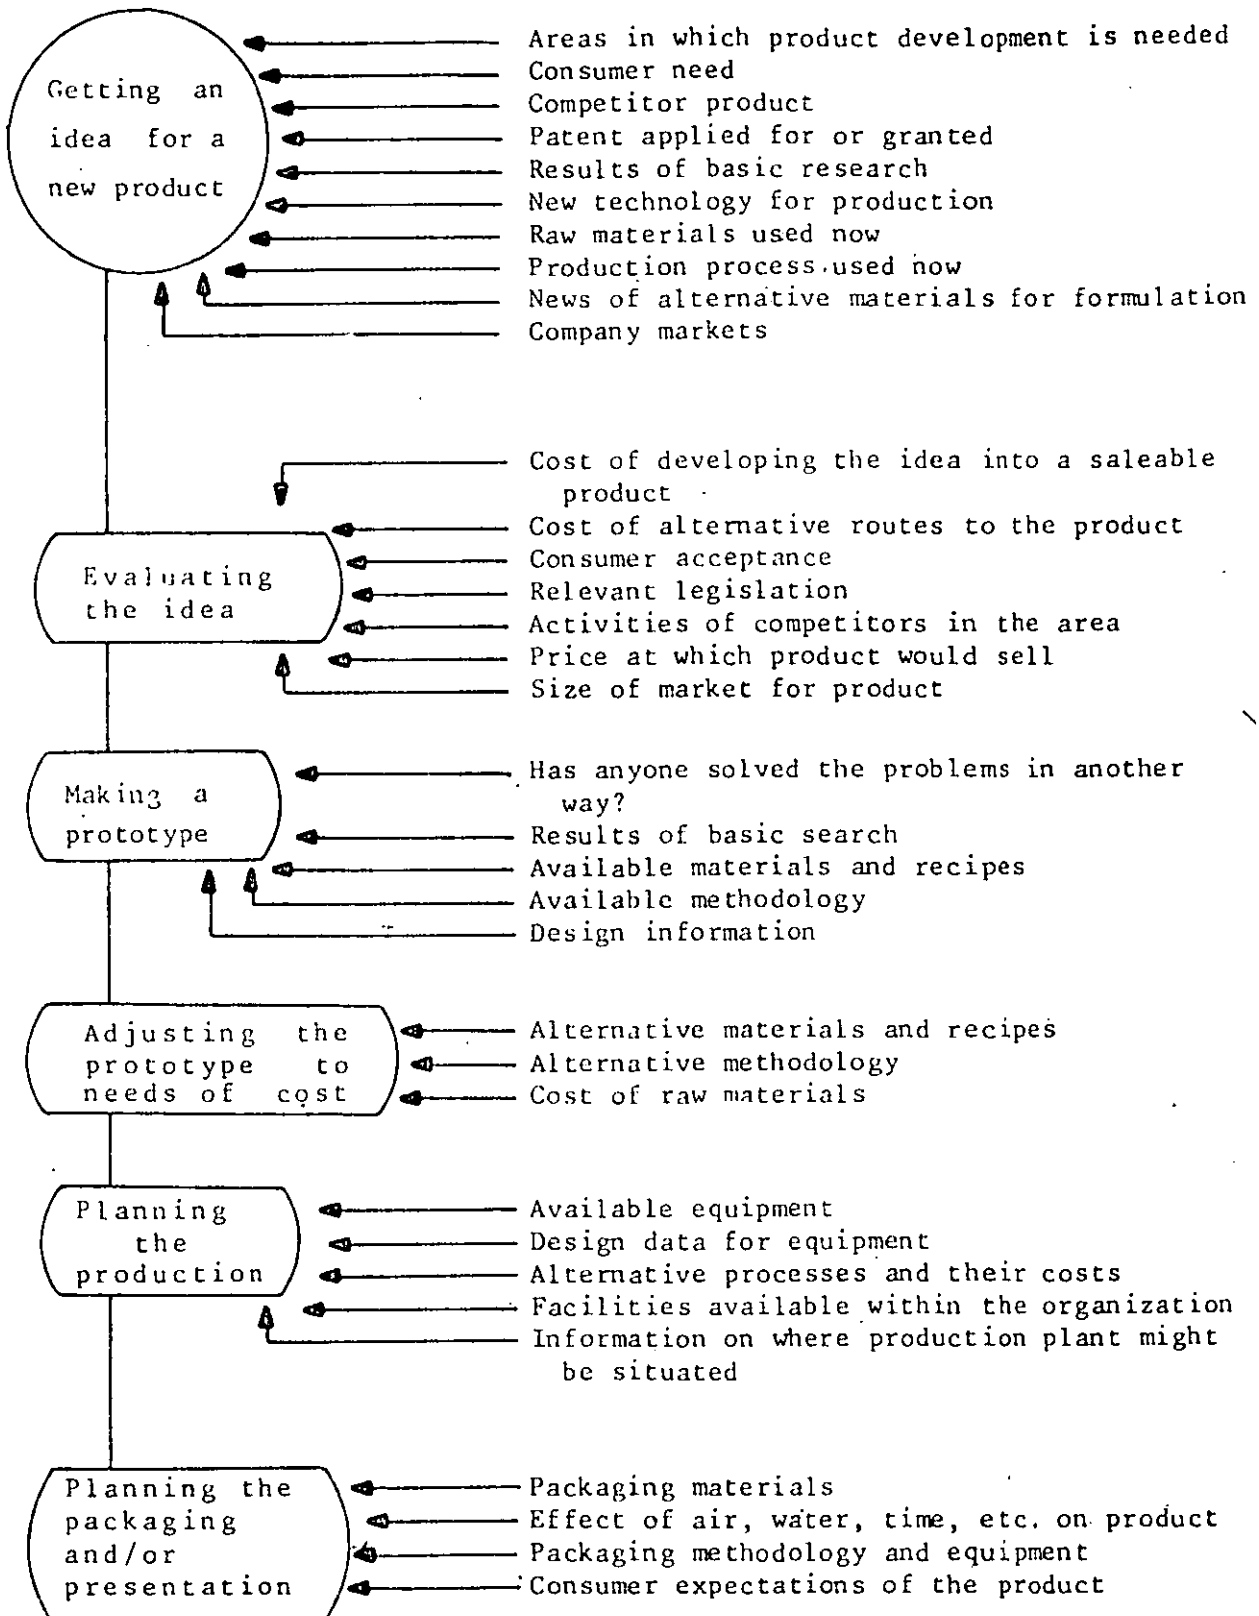 Getting an
idea for a
new product
Areas in which product development is needed
Consumer need
Competitor product
Patent applied for or granted
Results of basic research
New technology for production
Raw materials used now
Production process used now
News of alternative materials for formulation
Company markets
Evaluating
the idea
Cost of developing the idea into a saleable
product
Cost of alternative routes to the product
Consumer acceptance
Relevant legislation
Activities of competitors in the area
Price at which product would sell
Size of market for product
Making a
prototype
Has anyone solved the problems in another
way?
Results of basic search
Available materials and recipes
Available methodology
Design information
Adjusting the
prototype to
needs of cost
Alternative materials and recipes
Alternative methodology
Cost of raw materials
Planning
the
production
Available equipment
Design data for equipment
Alternative processes and their costs
Facilities available within the organization
Information on where production plant might
be situated
Planning the
packaging
and/or
presentation
Packaging materials
Effect of air, water, time, etc. on product
Packaging methodology and equipment
Consumer expectations of the product